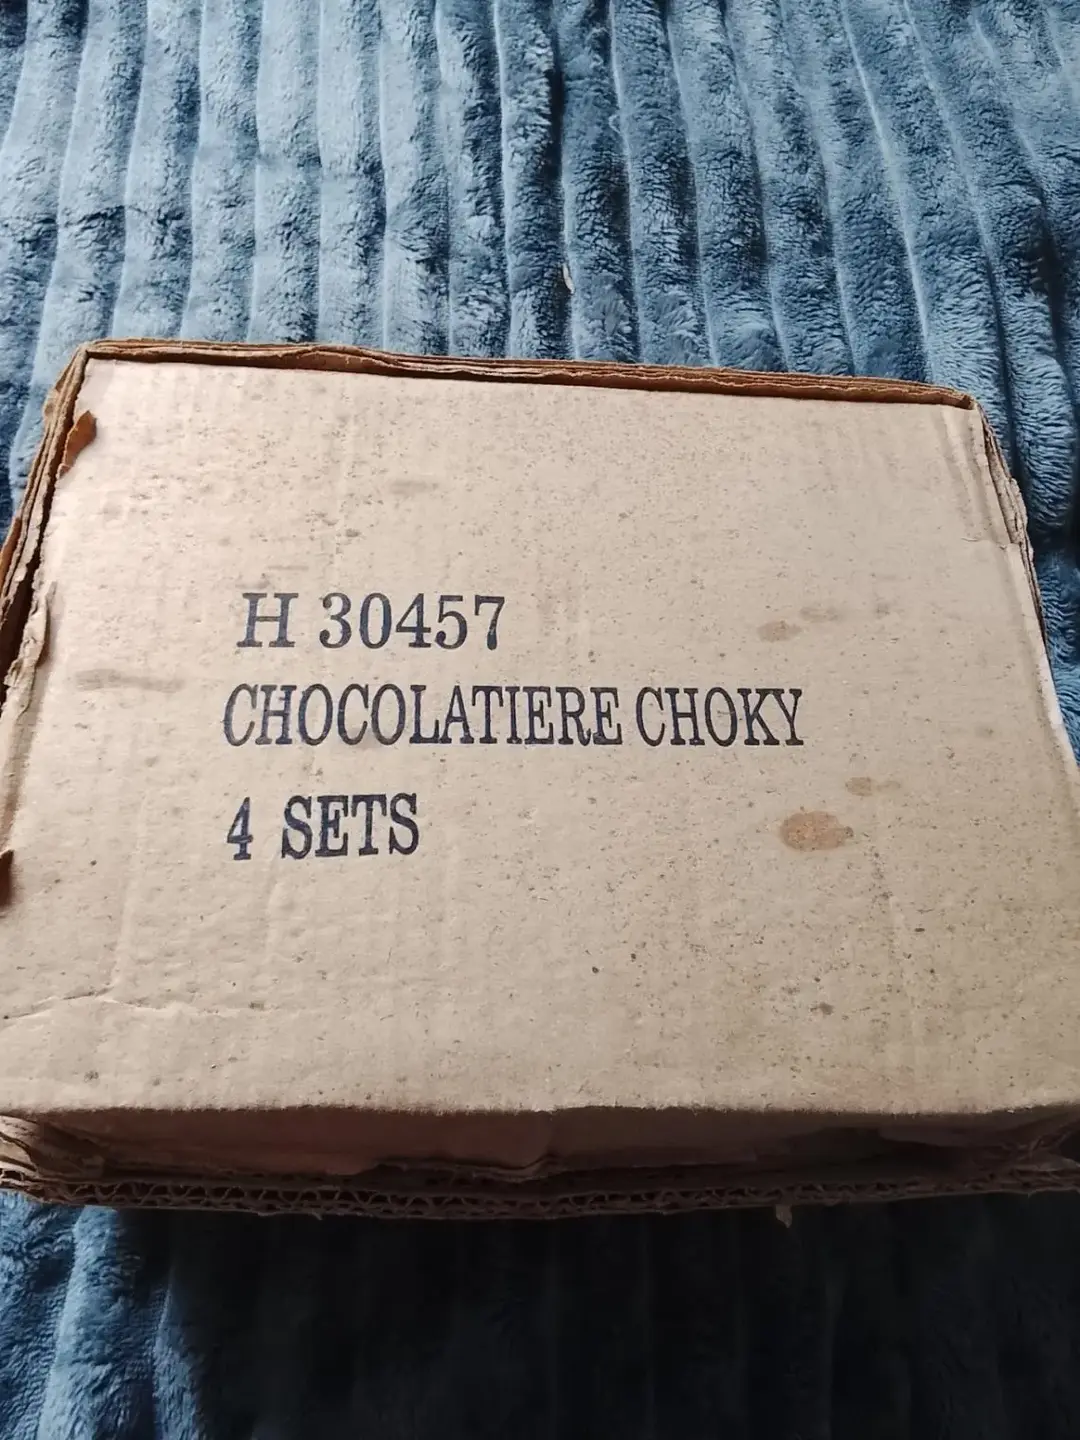 H 30457
CHOCOLATIERE CHOKY
4 SETS